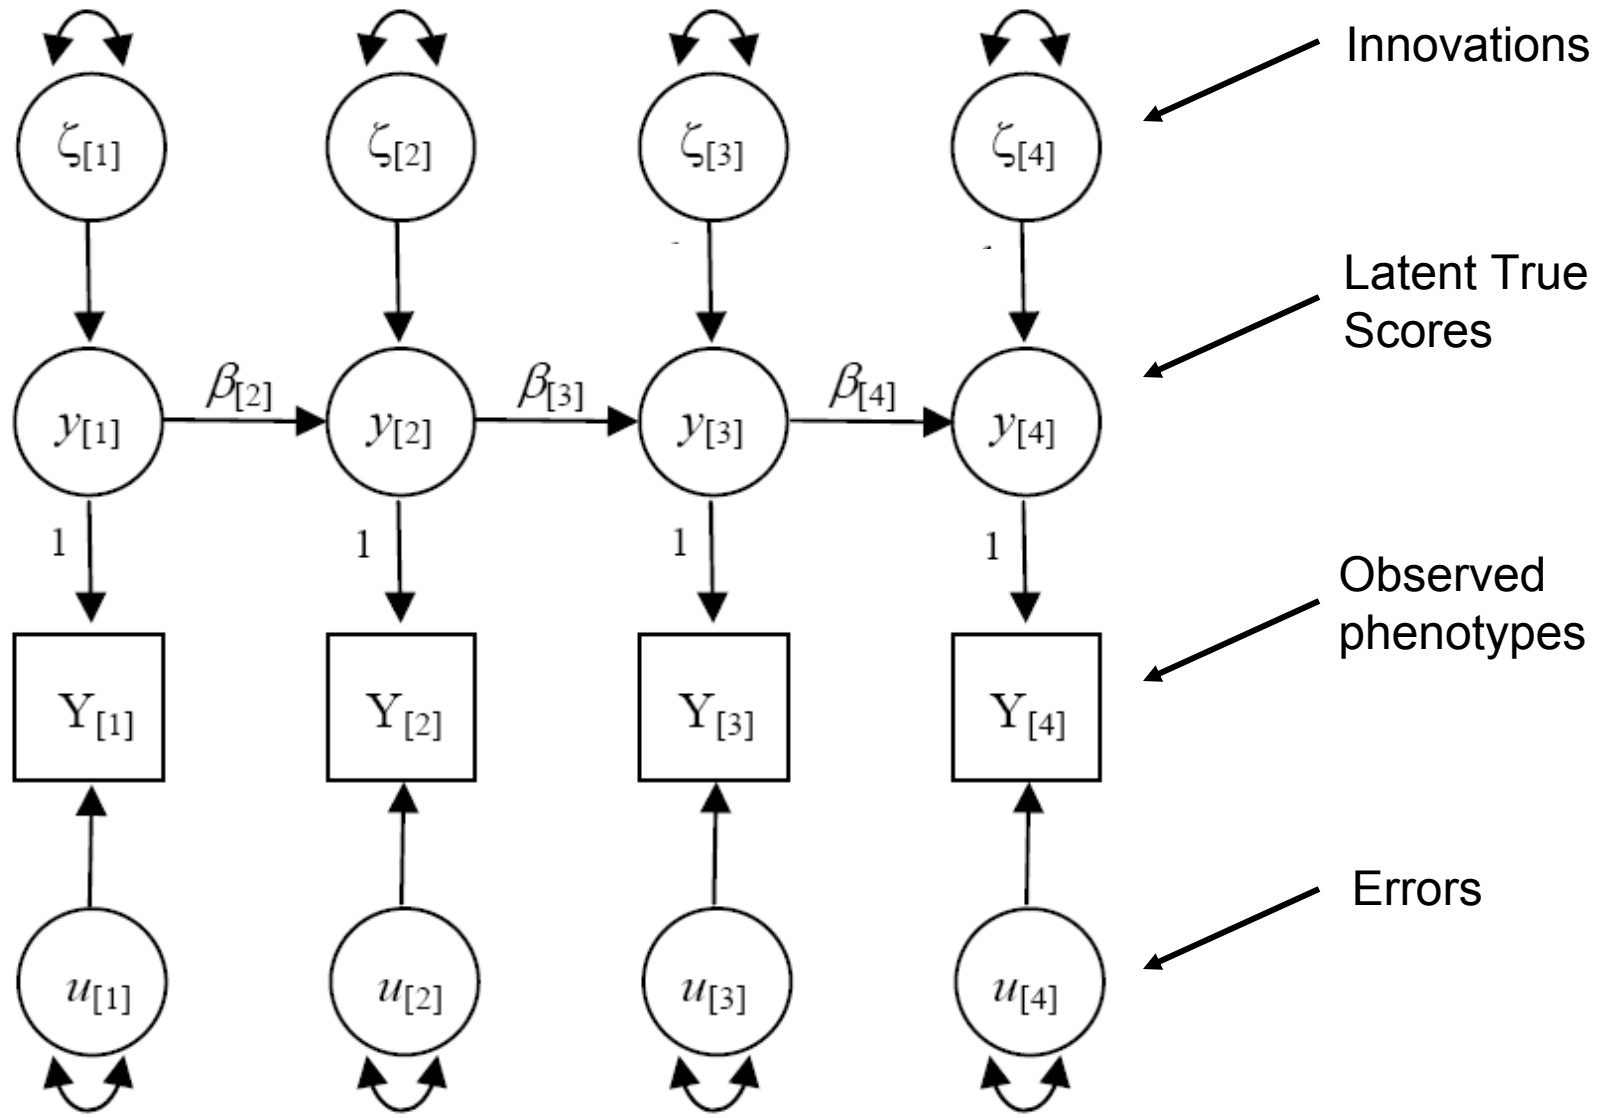 ζ[1] ζ[2] ζ[3] ζ[4] Innovations
Latent True
Scores
β[2] β[3] β[4]
y[1] y[2] y[3] y[4]
1 1 1 1
Observed
phenotypes
Y[1] Y[2] Y[3] Y[4]
Errors
u[1] u[2] u[3] u[4]